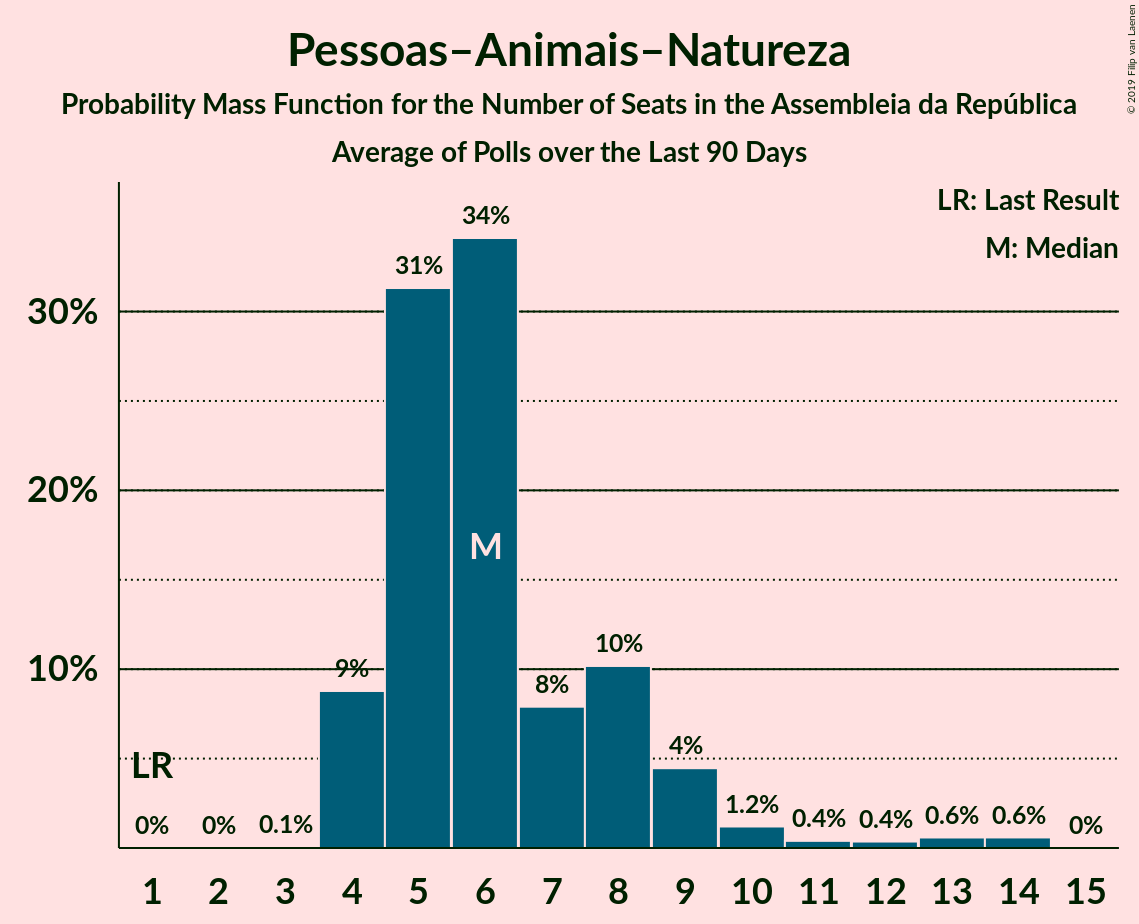 Pessoas–Animais–Natureza
Probability Mass Function for the Number of Seats in the Assembleia da República
Average of Polls over the Last 90 Days
© 2019 Filip van Laenen
LR: Last Result
M: Median
34%
31%
30%
20%
M
10%
10%
9%
8%
4%
LR
1.2%
0% 0% 0.1% 0.4% 0.4% 0.6% 0.6% 0%
1 2 3 4 5 6 7 8 9 10 11 12 13 14 15